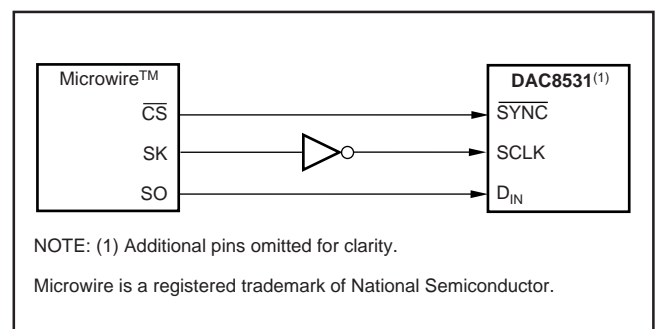 Microwire™ DAC8531(1)
CS SYNC
SK SCLK
SO DIN
NOTE: (1) Additional pins omitted for clarity.
Microwire is a registered trademark of National Semiconductor.